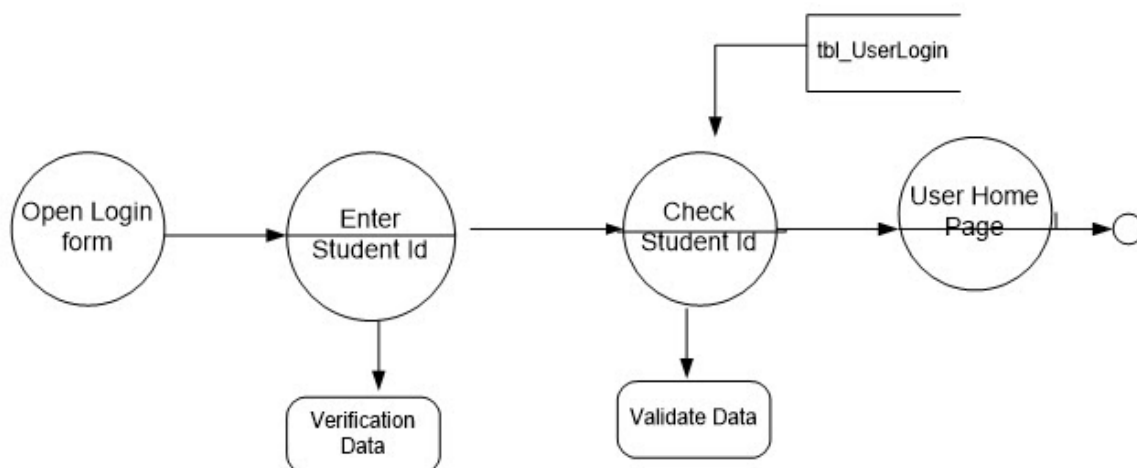 tbl_UserLogin
Open Login
form
Enter
Student Id
Check
Student Id
User Home
Page
Verification
Data
Validate Data